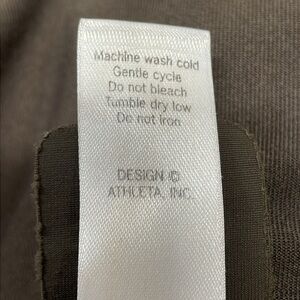 Machine wash cold
Gentle cycle
Do not bleach
Tumble dry low
Do not iron
DESIGN ©
ATHLETA, INC.